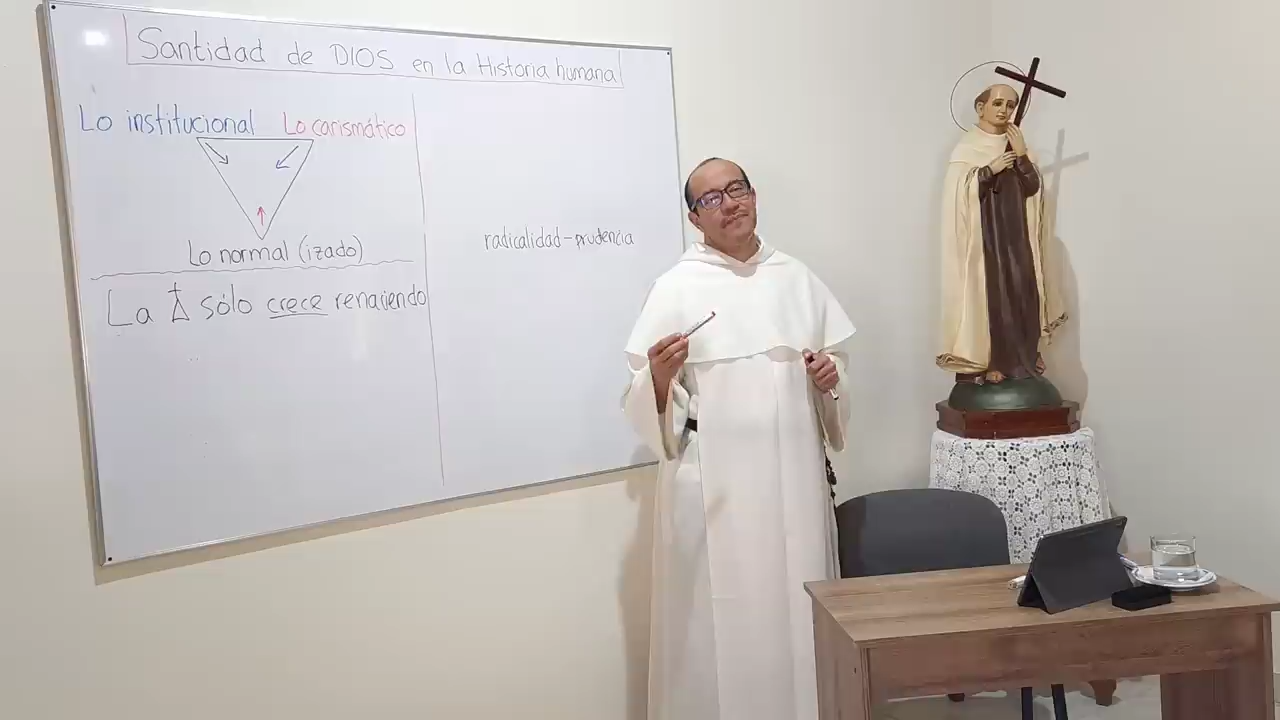 Santidad de DIOS en la Historia humana
Lo institucional Lo carismático
Lo normal (izado)
La sólo crece renaciendo
radicalidad - prudencia